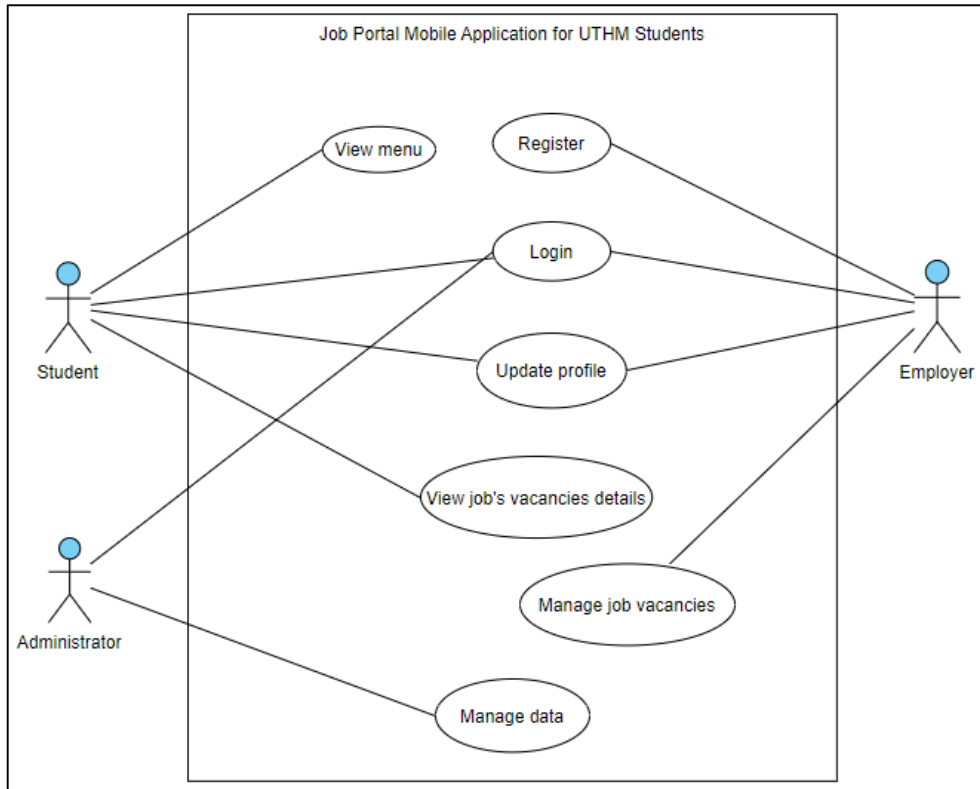 Job Portal Mobile Application for UTHM Students
View menu
Register
Login
Student
Update profile
Employer
View job's vacancies details
Manage job vacancies
Administrator
Manage data